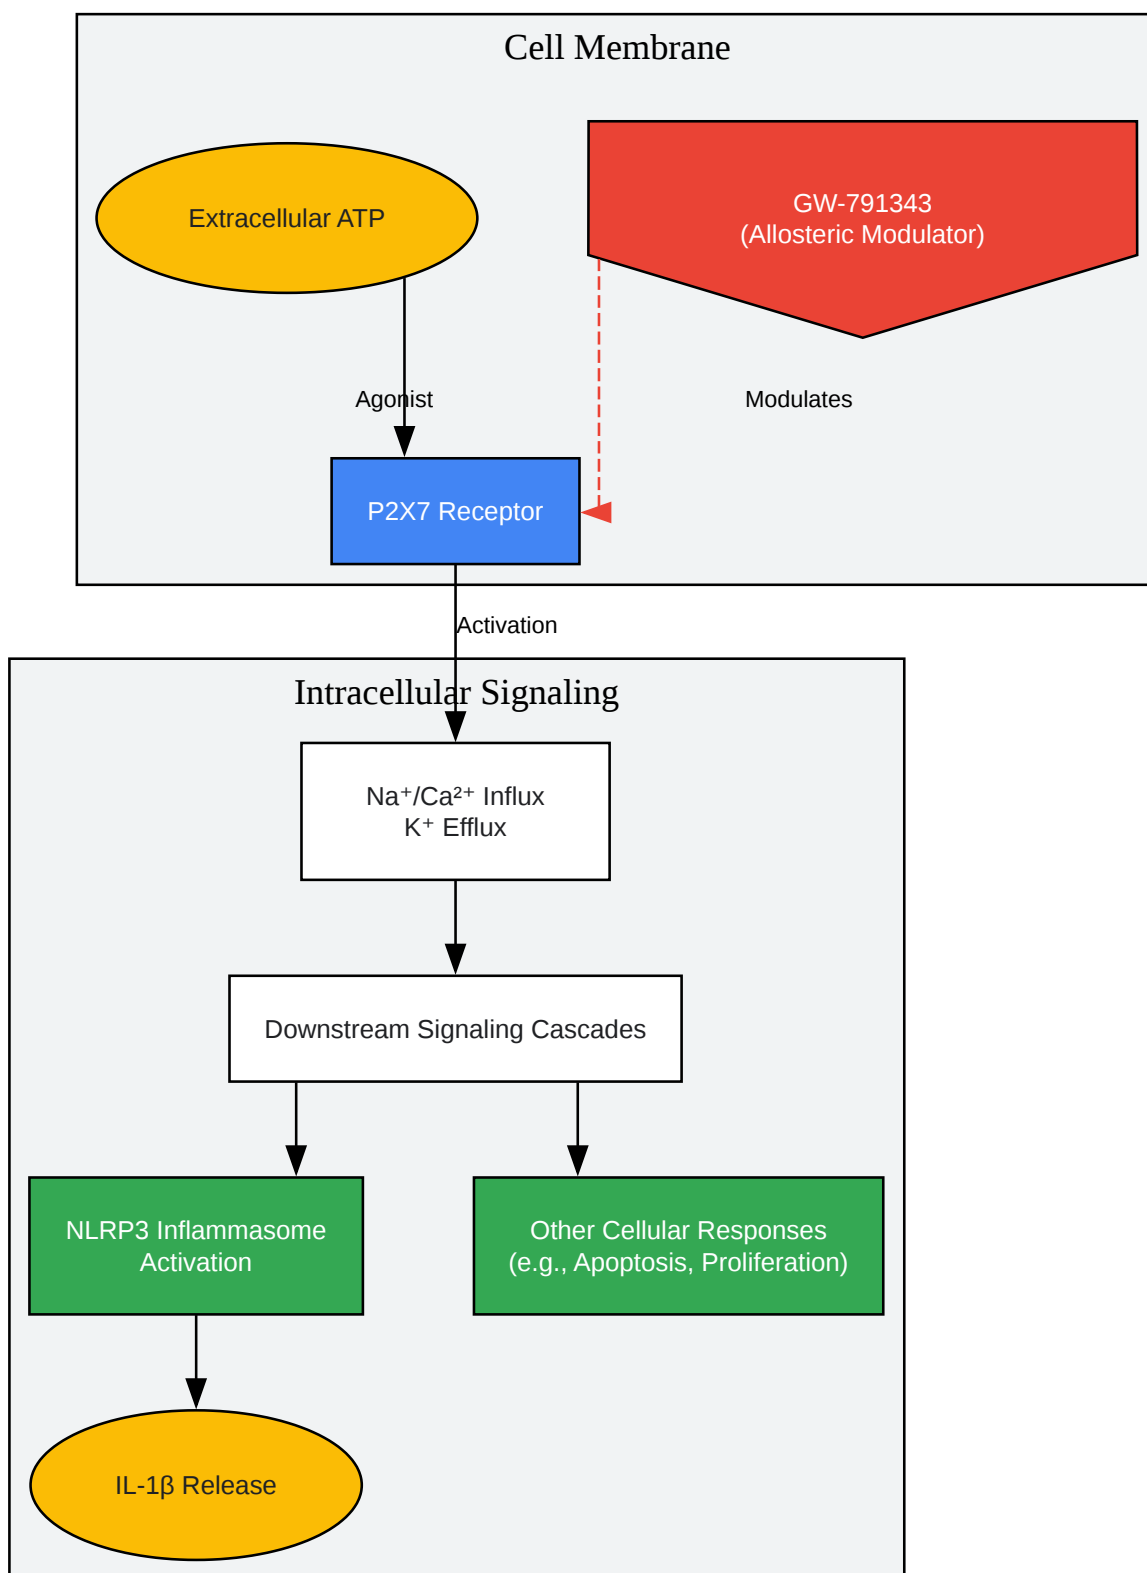 Cell Membrane
Extracellular ATP
GW-791343
(Allosteric Modulator)
Agonist
Modulates
P2X7 Receptor
Activation
Intracellular Signaling
Na⁺/Ca²⁺ Influx
K⁺ Efflux
Downstream Signaling Cascades
NLRP3 Inflammasome
Activation
Other Cellular Responses
(e.g., Apoptosis, Proliferation)
IL-1β Release